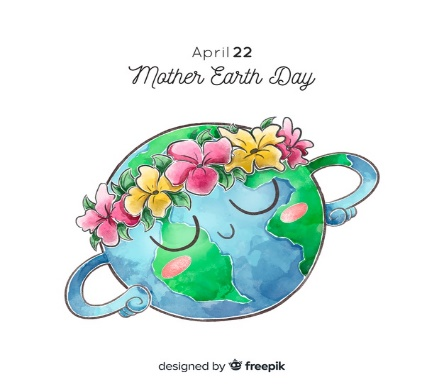 April 22
Mother Earth Day
designed by freepik